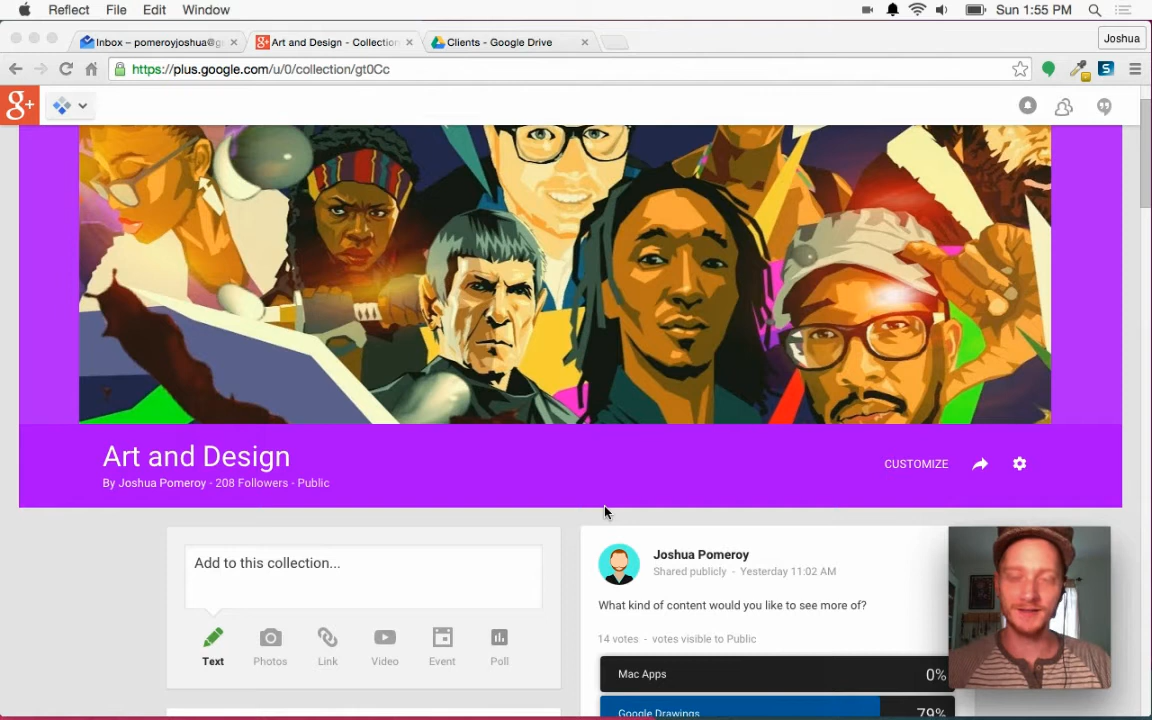 Reflect File Edit Window Sun 1:55 PM
Inbox – pomeroyjoshua@g
Art and Design - Collection
Clients - Google Drive
Joshua
https://plus.google.com/u/0/collection/gt0Cc
g+
S
Art and Design
By Joshua Pomeroy - 208 Followers - Public
CUSTOMIZE
Add to this collection...
Text Photos Link Video Event Poll
Joshua Pomeroy
Shared publicly - Yesterday 11:02 AM
What kind of content would you like to see more of?
14 votes - votes visible to Public
Mac Apps 0%
Google Drawings 79%